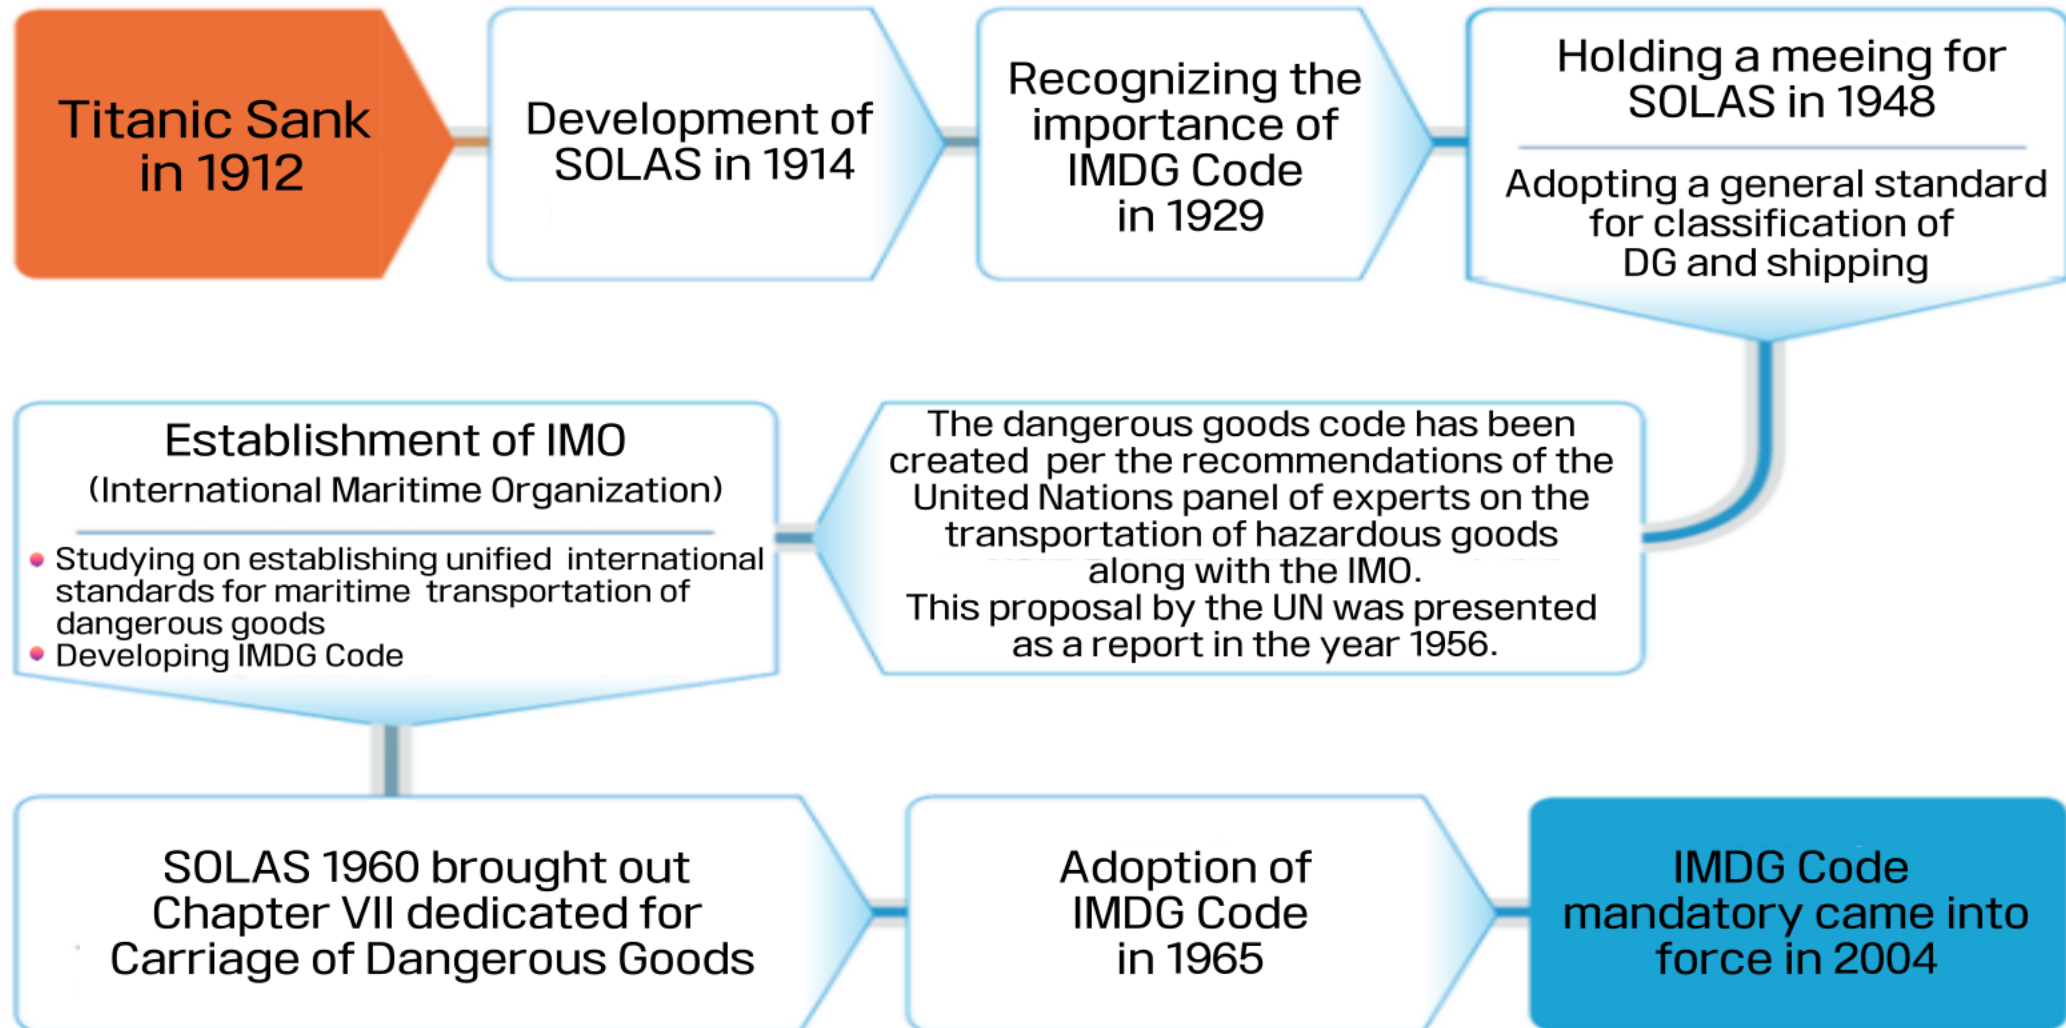 Titanic Sank
in 1912
Development of
SOLAS in 1914
Recognizing the
importance of
IMDG Code
in 1929
Holding a meeing for
SOLAS in 1948
Adopting a general standard
for classification of
DG and shipping
The dangerous goods code has been
created per the recommendations of the
United Nations panel of experts on the
transportation of hazardous goods
along with the IMO.
This proposal by the UN was presented
as a report in the year 1956.
Establishment of IMO
(International Maritime Organization)
Studying on establishing unified international
standards for maritime transportation of
dangerous goods
Developing IMDG Code
SOLAS 1960 brought out
Chapter VII dedicated for
Carriage of Dangerous Goods
Adoption of
IMDG Code
in 1965
IMDG Code
mandatory came into
force in 2004